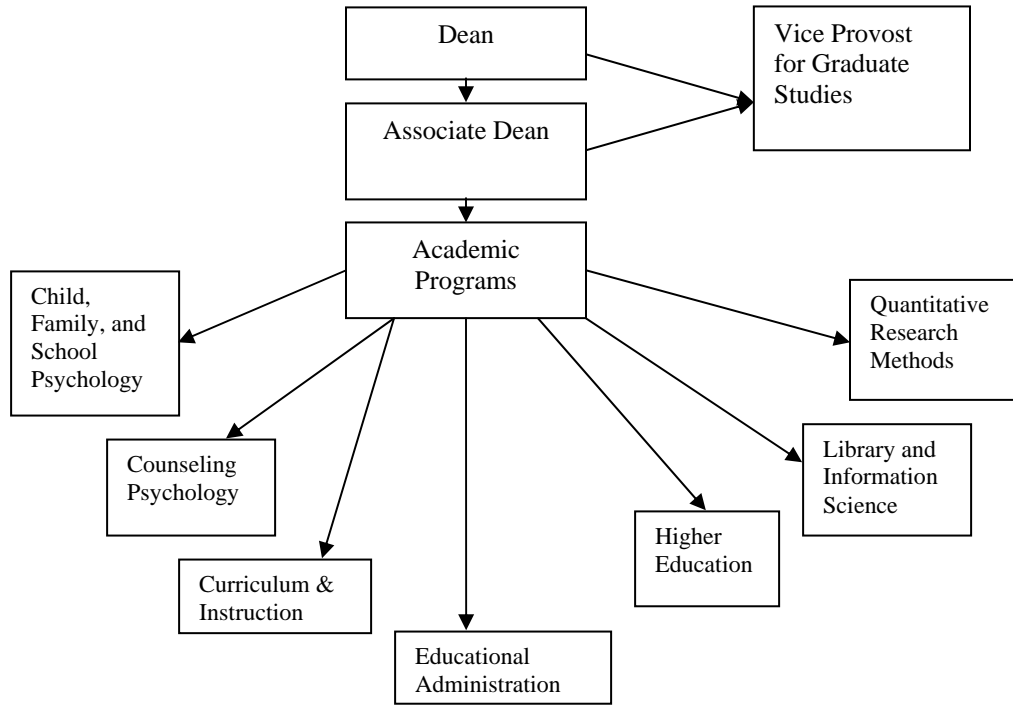 Dean
Vice Provost
for Graduate
Studies
Associate Dean
Academic
Programs
Child,
Family, and
School
Psychology
Quantitative
Research
Methods
Counseling
Psychology
Library and
Information
Science
Higher
Education
Curriculum &
Instruction
Educational
Administration